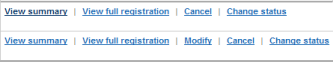 View summary | View full registration | Cancel | Change status
View summary | View full registration | Modify | Cancel | Change status